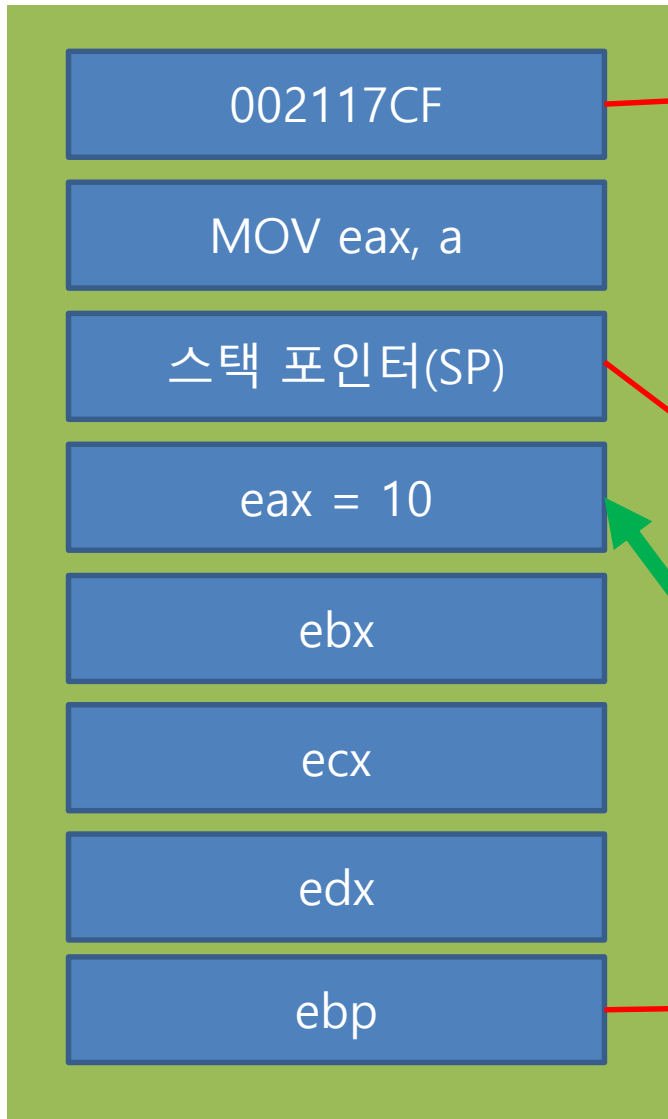 002117CF
MOV eax, a
스택 포인터(SP)
eax = 10
ebx
ecx
edx
ebp